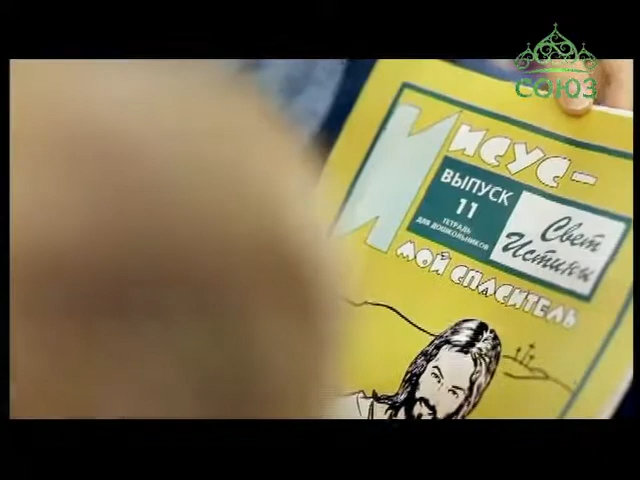 СОЮЗ
Иисус -
ВЫПУСК
11
ТЕТРАДЬ
ДЛЯ ДОШКОЛЬНИКОВ
Свет
Истины
МОЙ СПАСИТЕЛЬ